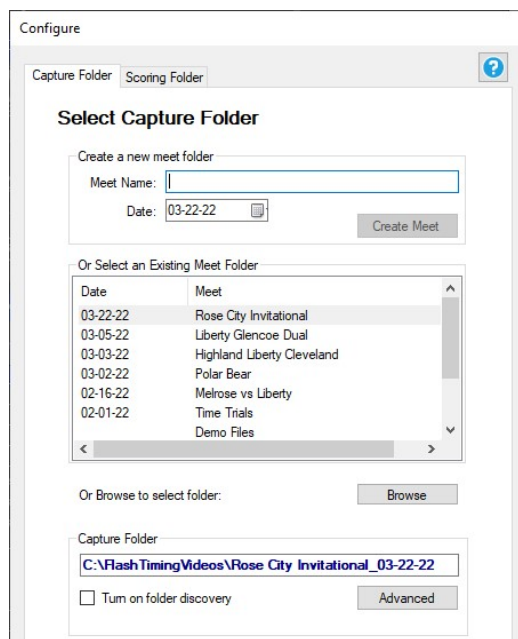 Configure
?
Capture Folder Scoring Folder
Select Capture Folder
Create a new meet folder
Meet Name:
Date: 03-22-22
Create Meet
Or Select an Existing Meet Folder
Date Meet
03-22-22 Rose City Invitational
03-05-22 Liberty Glencoe Dual
03-03-22 Highland Liberty Cleveland
03-02-22 Polar Bear
02-16-22 Melrose vs Liberty
02-01-22 Time Trials
Demo Files
Or Browse to select folder: Browse
Capture Folder
C:\FlashTimingVideos\Rose City Invitational_03-22-22
Turn on folder discovery Advanced